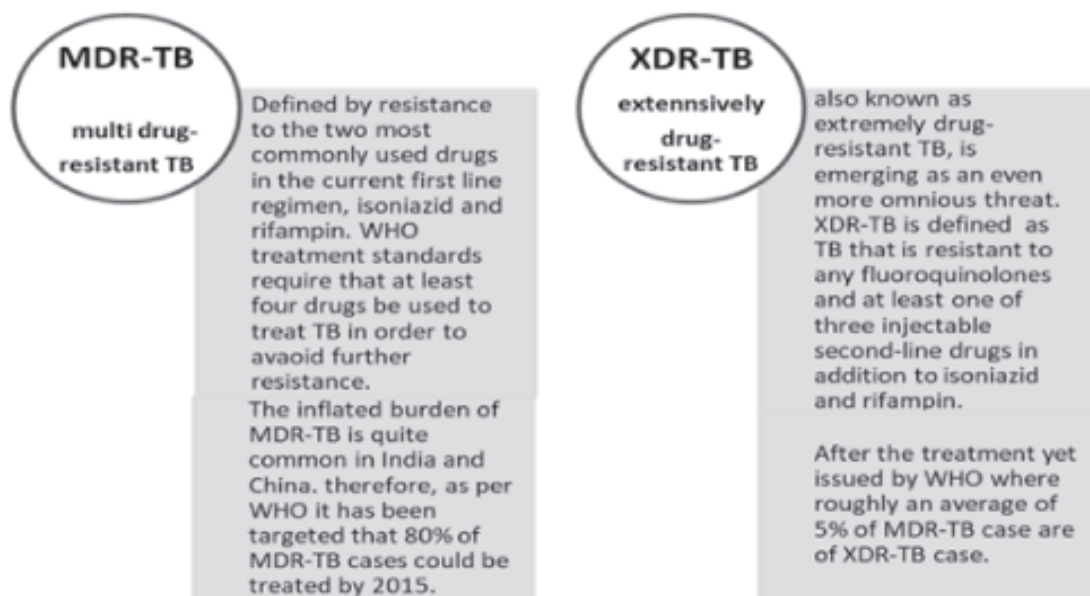 MDR-TB
multi drug-
resistant TB
Defined by resistance
to the two most
commonly used drugs
in the current first line
regimen, isoniazid and
rifampin. WHO
treatment standards
require that at least
four drugs be used to
treat TB in order to
avaoid further
resistance.
The inflated burden of
MDR-TB is quite
common in India and
China. therefore, as per
WHO it has been
targeted that 80% of
MDR-TB cases could be
treated by 2015.
XDR-TB
extennsively
drug-
resistant TB
also known as
extremely drug-
resistant TB, is
emerging as an even
more omnious threat.
XDR-TB is defined as
TB that is resistant to
any fluoroquinolones
and at least one of
three injectable
second-line drugs in
addition to isoniazid
and rifampin.
After the treatment yet
issued by WHO where
roughly an average of
5% of MDR-TB case are
of XDR-TB case.